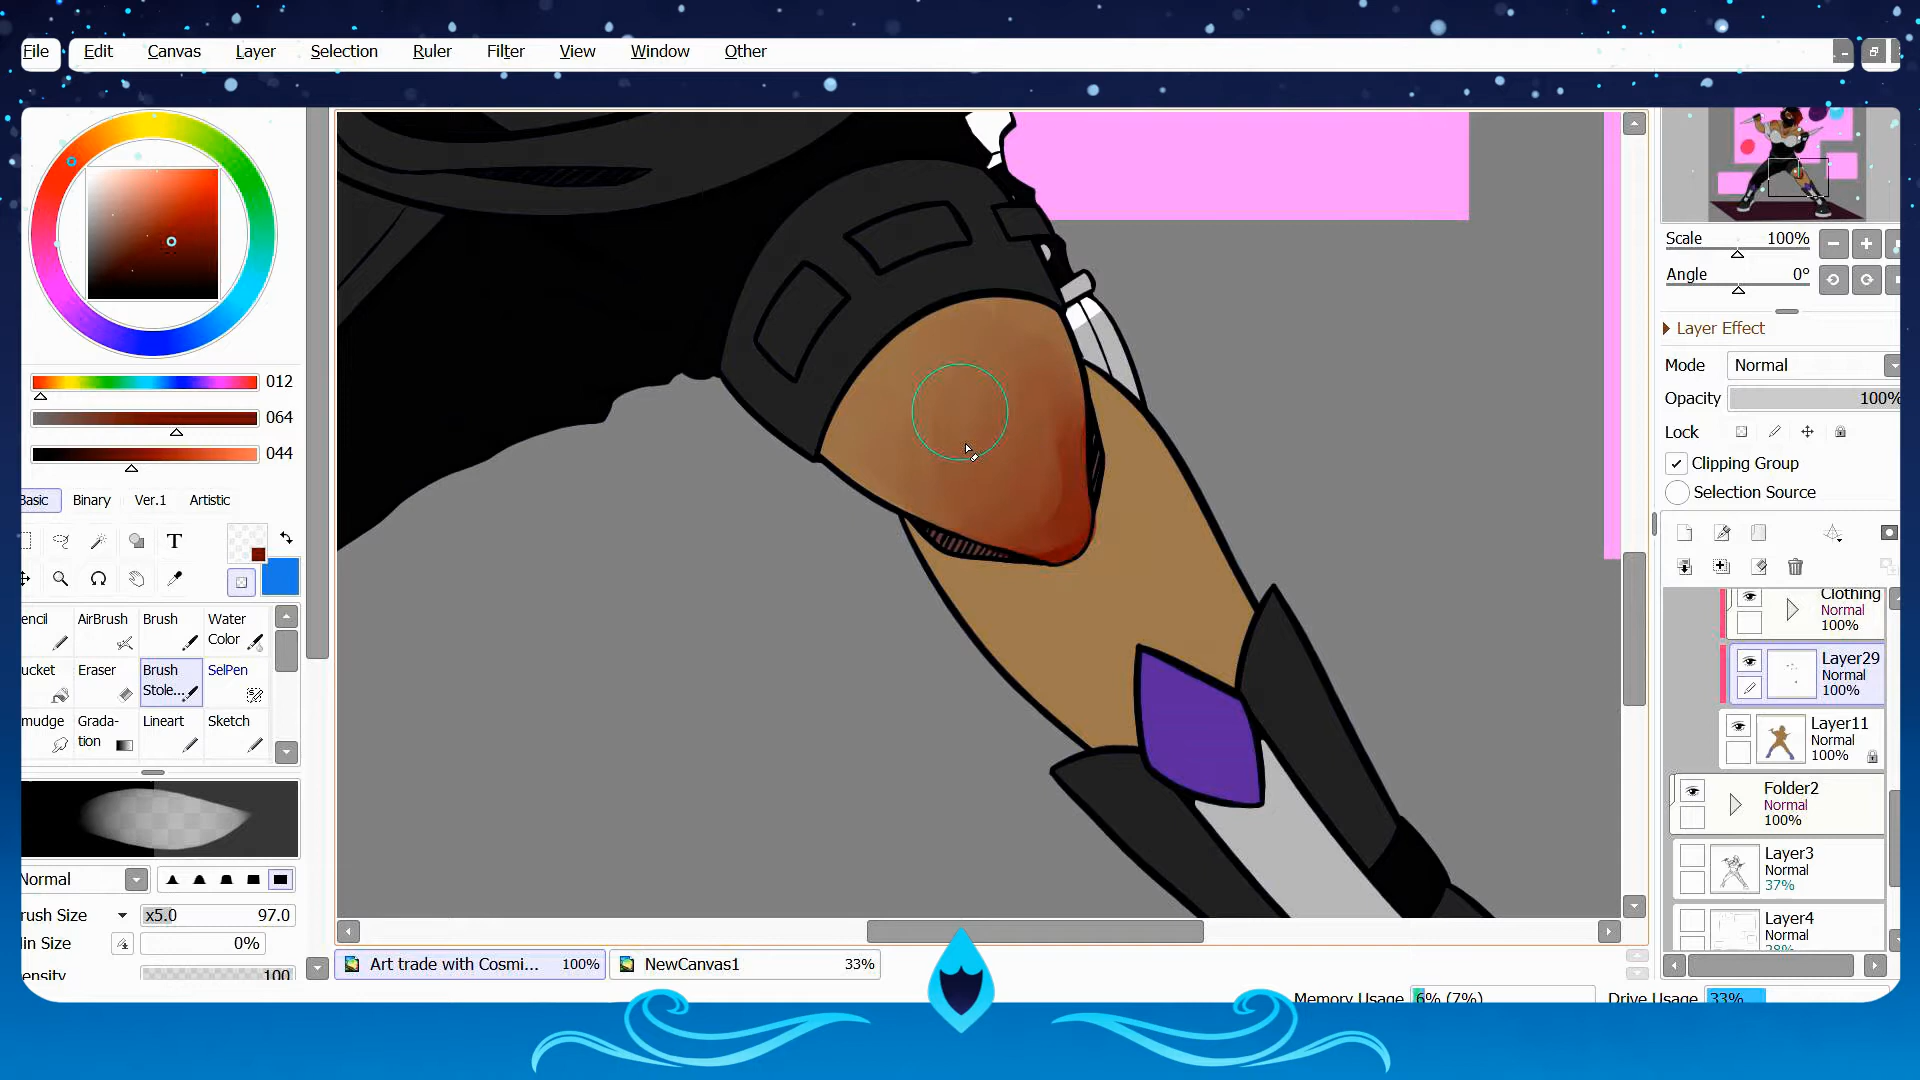 File Edit Canvas Layer Selection Ruler Filter View Window Other
012
064
044
Basic Binary Ver.1 Artistic
T
encil AirBrush Brush Water Color
ucket Eraser Brush Stole... SelPen
mudge Grada-tion Lineart Sketch
Normal
rush Size x5.0 97.0
in Size 0%
ensity 100
Art trade with Cosmi... 100% NewCanvas1 33%
Memory Usage 6% (7%) Drive Usage 33%
Scale 100%
Angle 0°
Layer Effect
Mode Normal
Opacity 100%
Lock
Clipping Group
Selection Source
Clothing
Normal
100%
Layer29
Normal
100%
Layer11
Normal
100%
Folder2
Normal
100%
Layer3
Normal
37%
Layer4
Normal
28%